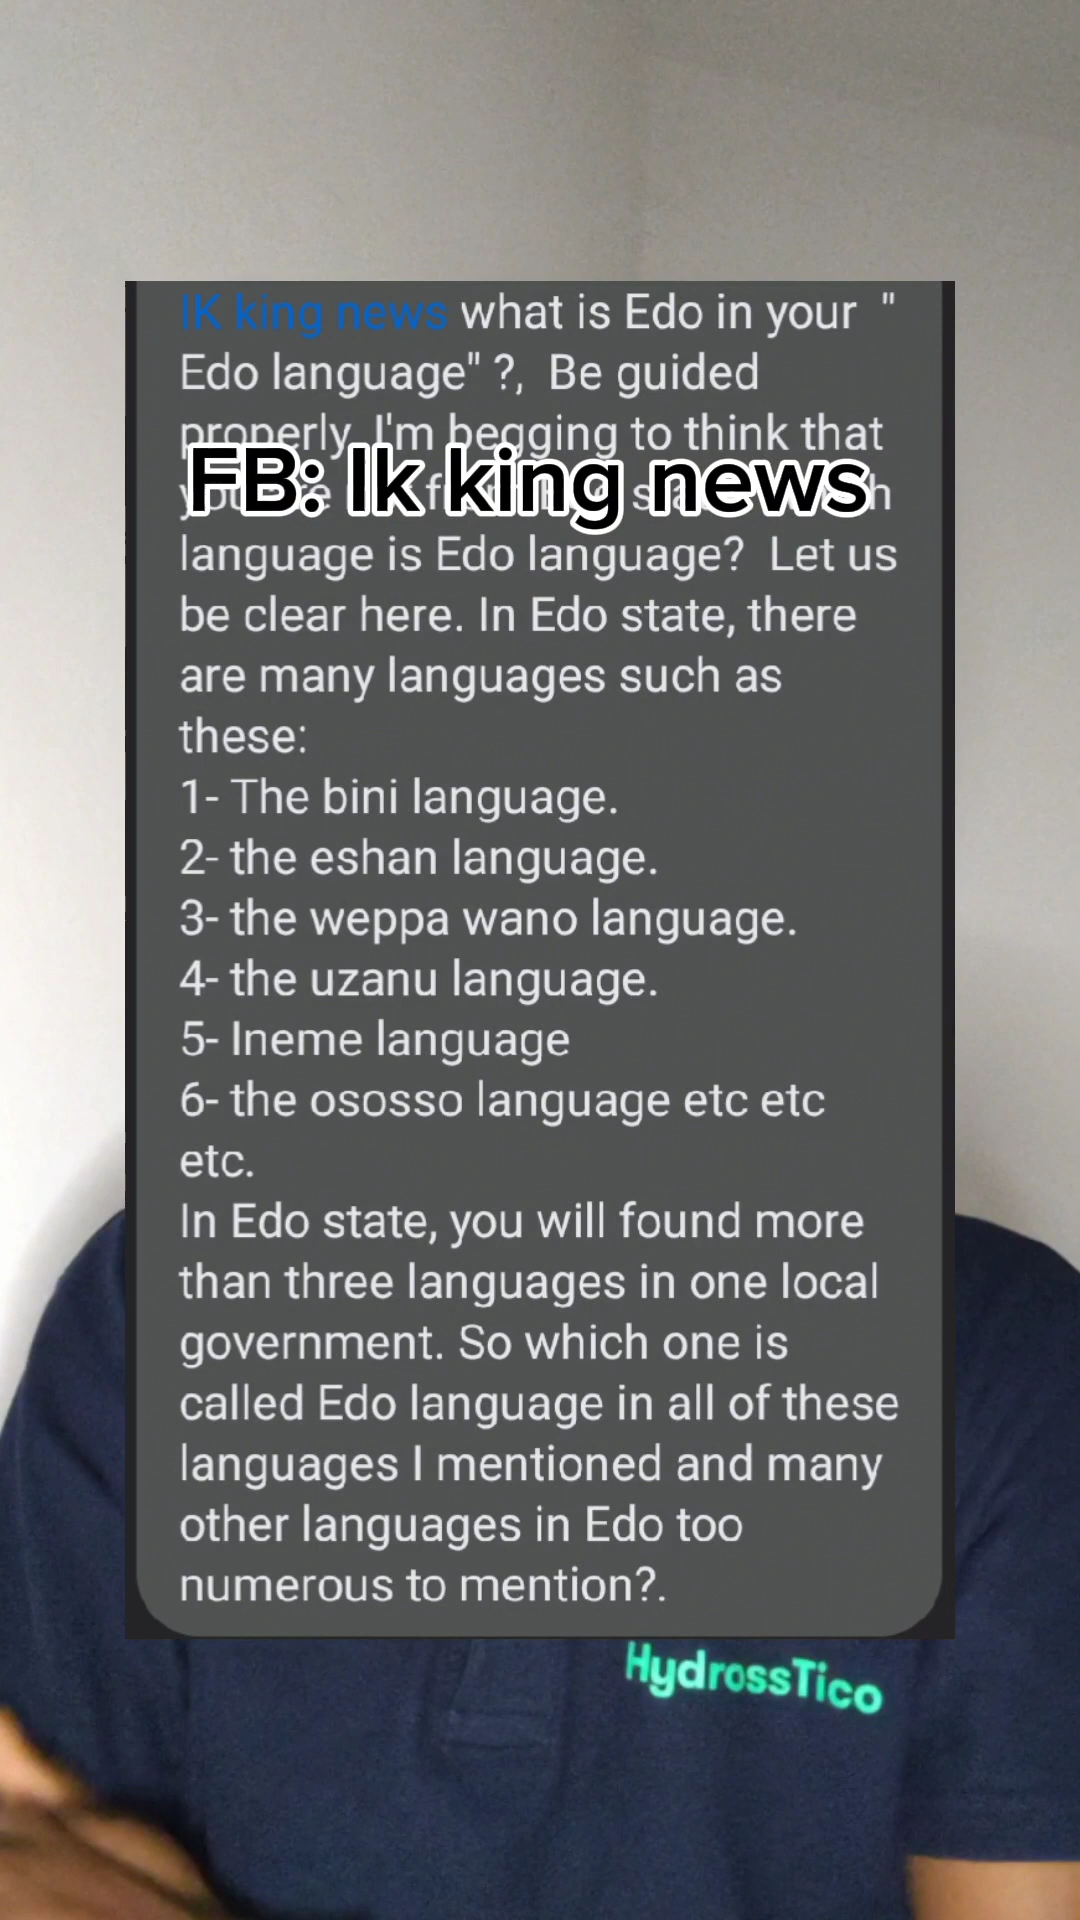 IK king news what is Edo in your "
Edo language" ?, Be guided
properly, I'm begging to think that
FB: Ik king news
language is Edo language? Let us
be clear here. In Edo state, there
are many languages such as
these:
1- The bini language.
2- the eshan language.
3- the weppa wano language.
4- the uzanu language.
5- Ineme language
6- the ososso language etc etc
etc.
In Edo state, you will found more
than three languages in one local
government. So which one is
called Edo language in all of these
languages I mentioned and many
other languages in Edo too
numerous to mention?.
HydrossTico